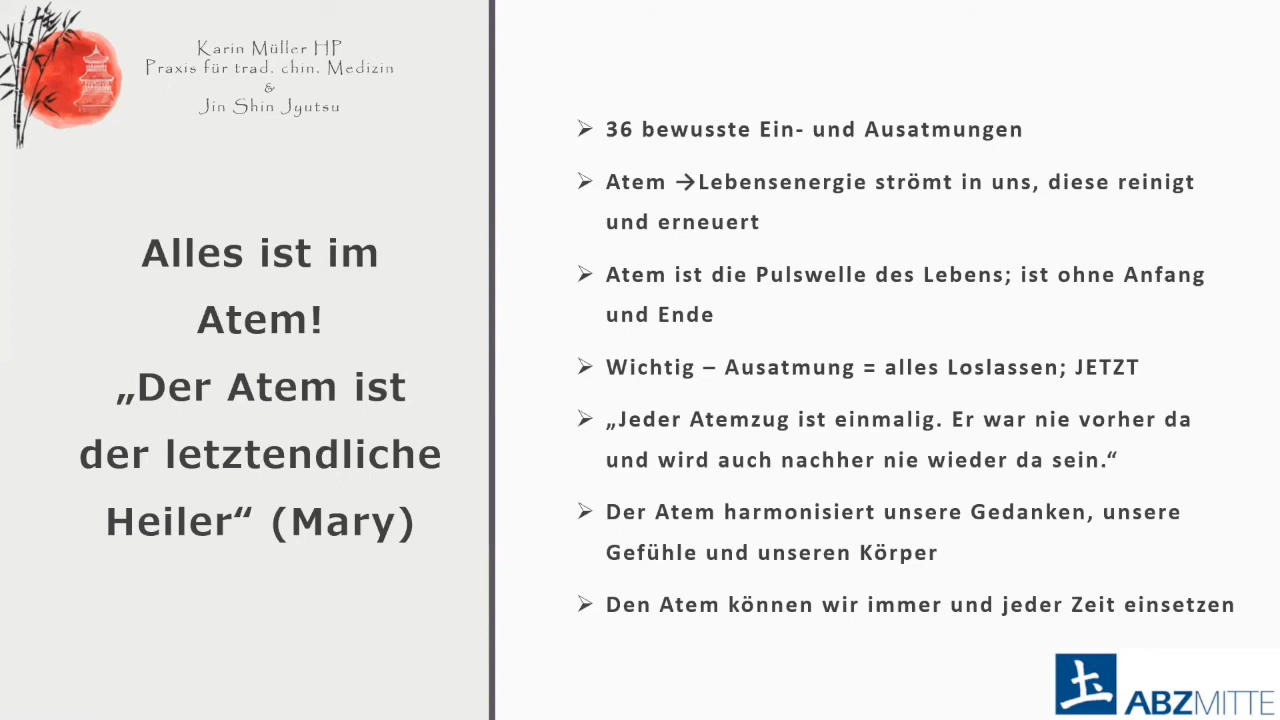 Karin Müller HP
Praxis für trad. chin. Medizin
&
Jin Shin Jyutsu
Alles ist im
Atem!
„Der Atem ist
der letztendliche
Heiler“ (Mary)
➢ 36 bewusste Ein- und Ausatmungen
➢ Atem →Lebensenergie strömt in uns, diese reinigt
und erneuert
➢ Atem ist die Pulswelle des Lebens; ist ohne Anfang
und Ende
➢ Wichtig – Ausatmung = alles Loslassen; JETZT
➢ „Jeder Atemzug ist einmalig. Er war nie vorher da
und wird auch nachher nie wieder da sein.“
➢ Der Atem harmonisiert unsere Gedanken, unsere
Gefühle und unseren Körper
➢ Den Atem können wir immer und jeder Zeit einsetzen
ABZMITTE